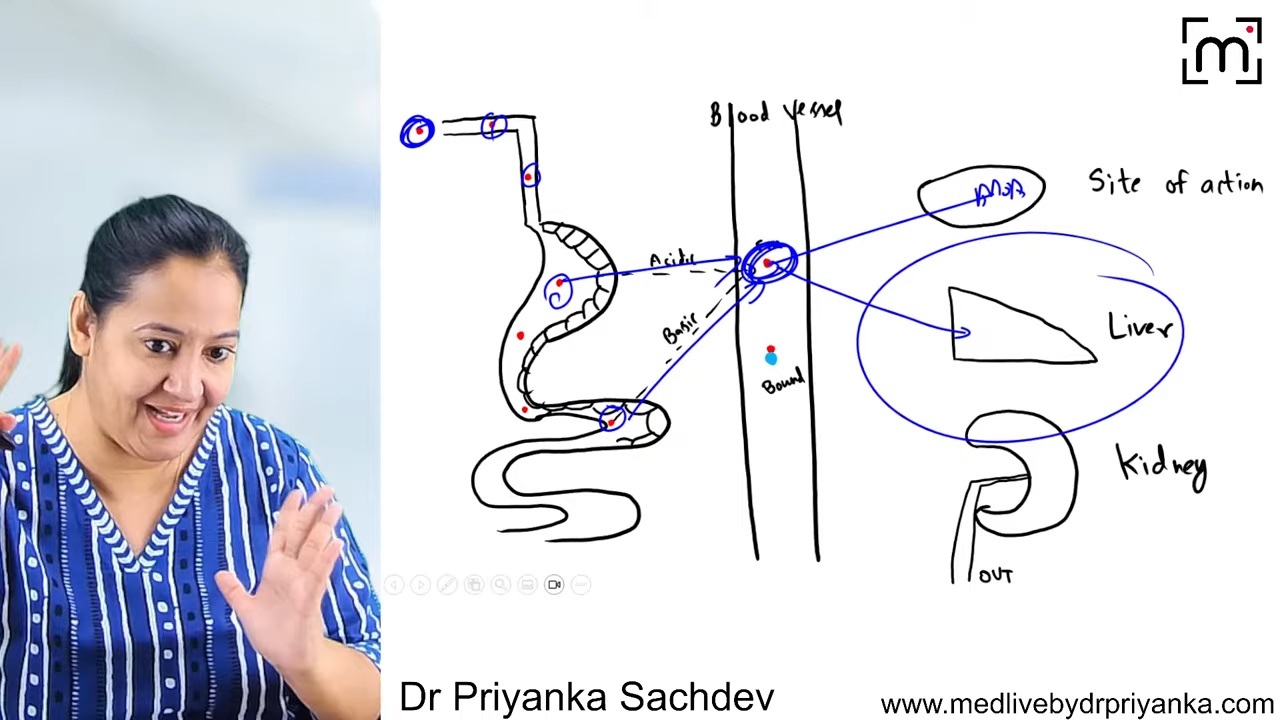 m
Blood Vessel
Site of action
Acidic
Basic
Liver
Bound
Kidney
OUT
Dr Priyanka Sachdev
www.medlivebydrpriyanka.com